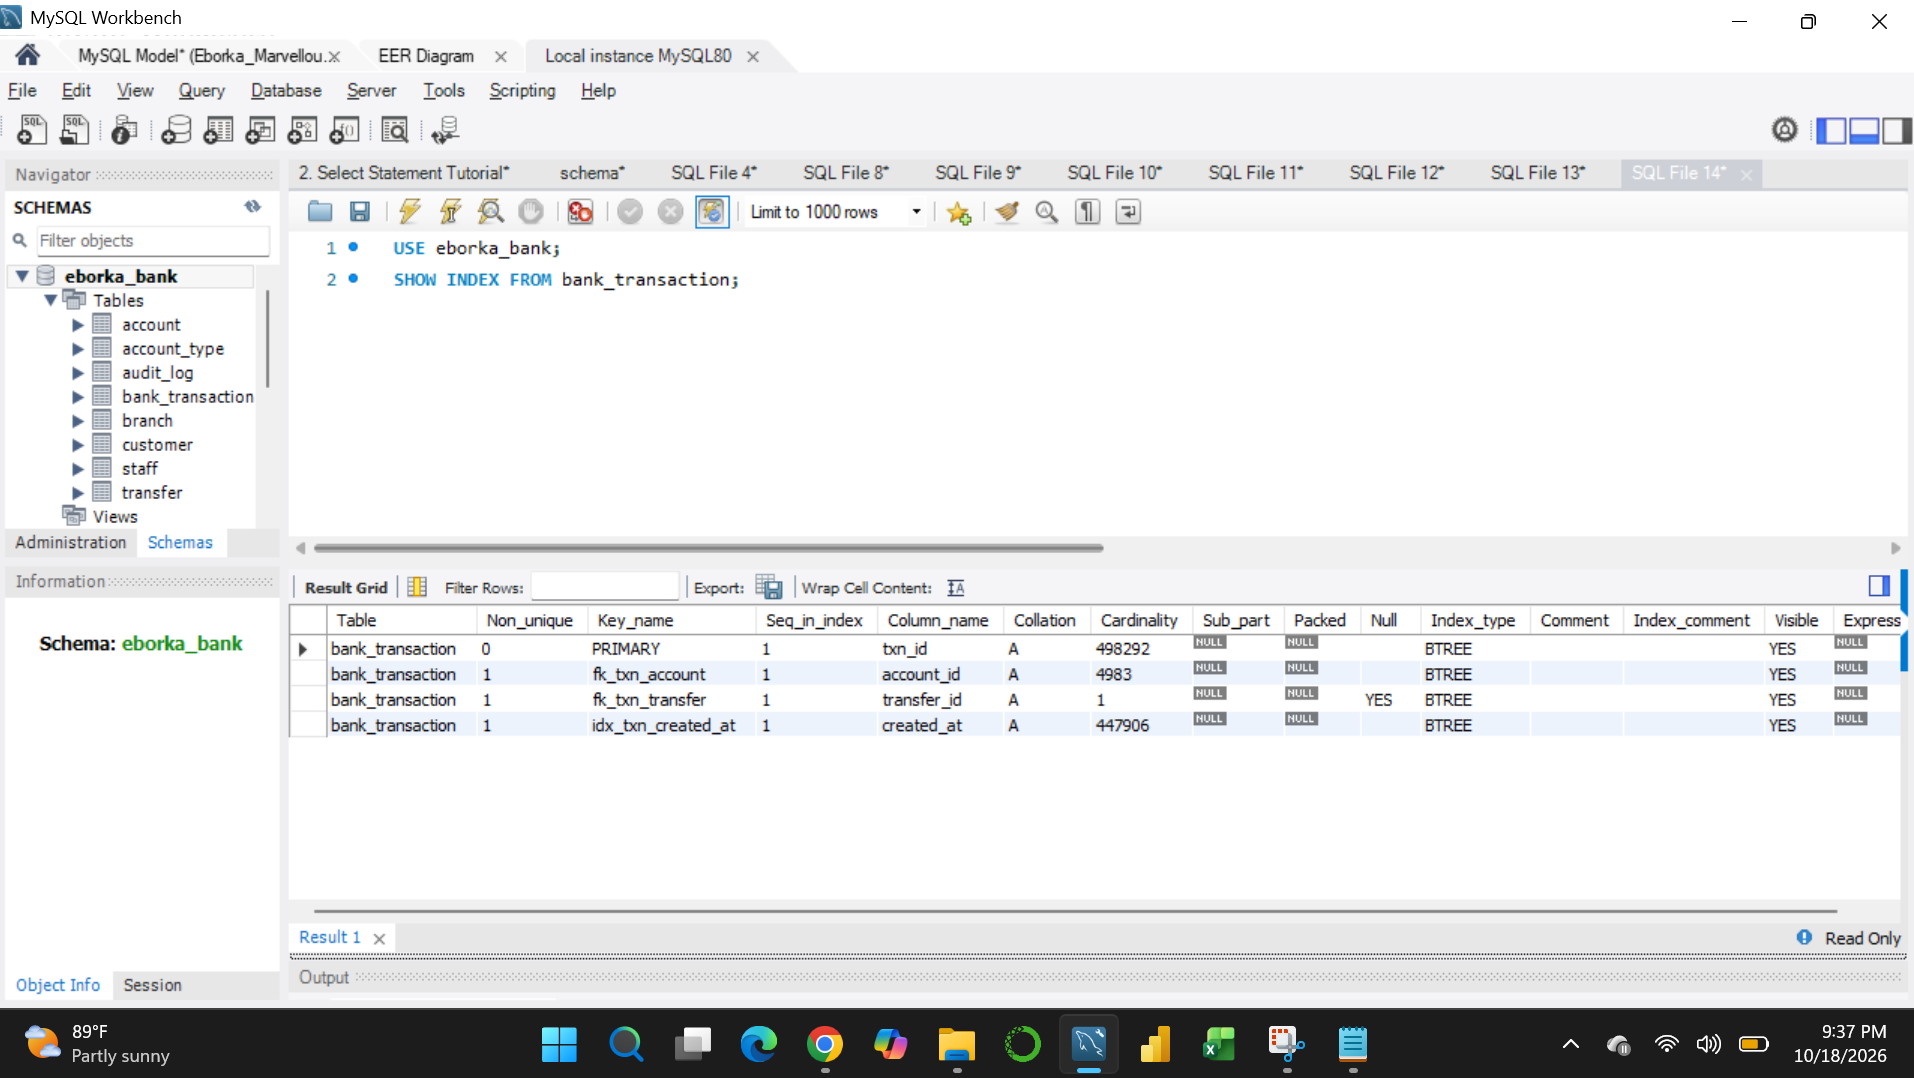 MySQL Workbench
MySQL Model* (Eborka_Marvellou.x EER Diagram Local instance MySQL80
File Edit View Query Database Server Tools Scripting Help
Navigator
2. Select Statement Tutorial* schema* SQL File 4* SQL File 8* SQL File 9* SQL File 10* SQL File 11* SQL File 12* SQL File 13* SQL File 14*
SCHEMAS
Limit to 1000 rows
Filter objects
eborka_bank
Tables
account
account_type
audit_log
bank_transaction
branch
customer
staff
transfer
Views
1 USE eborka_bank;
2 SHOW INDEX FROM bank_transaction;
Administration Schemas
Information
Schema: eborka_bank
Object Info Session
Result Grid Filter Rows: Export: Wrap Cell Content:
Table Non_unique Key_name Seq_in_index Column_name Collation Cardinality Sub_part Packed Null Index_type Comment Index_comment Visible Express
bank_transaction 0 PRIMARY 1 txn_id A 498292 NULL NULL BTREE YES NULL
bank_transaction 1 fk_txn_account 1 account_id A 4983 NULL NULL BTREE YES NULL
bank_transaction 1 fk_txn_transfer 1 transfer_id A 1 NULL NULL YES BTREE YES NULL
bank_transaction 1 idx_txn_created_at 1 created_at A 447906 NULL NULL BTREE YES NULL
Result 1 Read Only
Output
89°F
Partly sunny
9:37 PM
10/18/2026